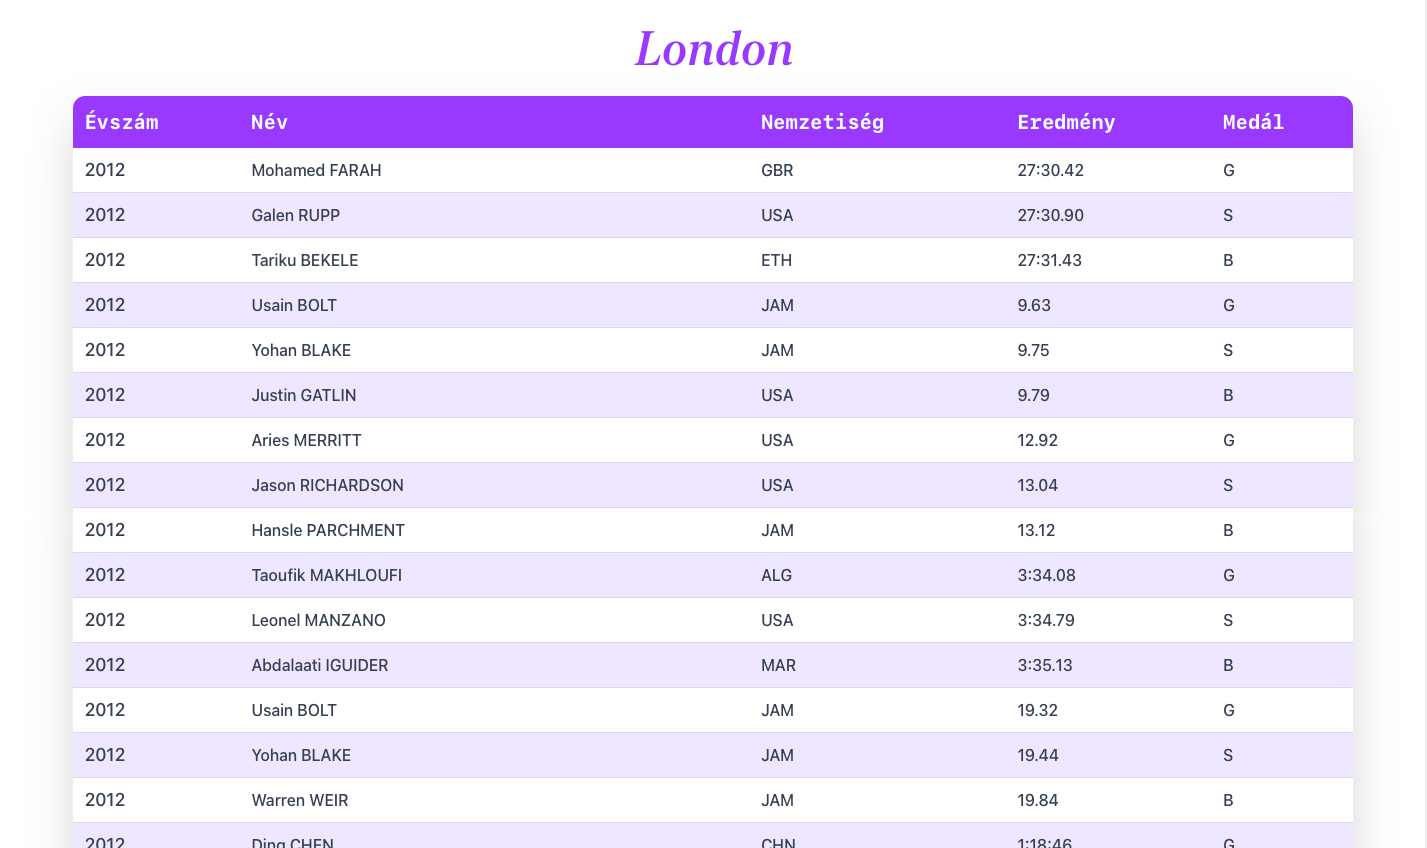 London
Évszám Név Nemzetiség Eredmény Medál
2012 Mohamed FARAH GBR 27:30.42 G
2012 Galen RUPP USA 27:30.90 S
2012 Tariku BEKELE ETH 27:31.43 B
2012 Usain BOLT JAM 9.63 G
2012 Yohan BLAKE JAM 9.75 S
2012 Justin GATLIN USA 9.79 B
2012 Aries MERRITT USA 12.92 G
2012 Jason RICHARDSON USA 13.04 S
2012 Hansle PARCHMENT JAM 13.12 B
2012 Taoufik MAKHLOUFI ALG 3:34.08 G
2012 Leonel MANZANO USA 3:34.79 S
2012 Abdalaati IGUIDER MAR 3:35.13 B
2012 Usain BOLT JAM 19.32 G
2012 Yohan BLAKE JAM 19.44 S
2012 Warren WEIR JAM 19.84 B
2012 Ding CHEN CHN 1:18:46 G